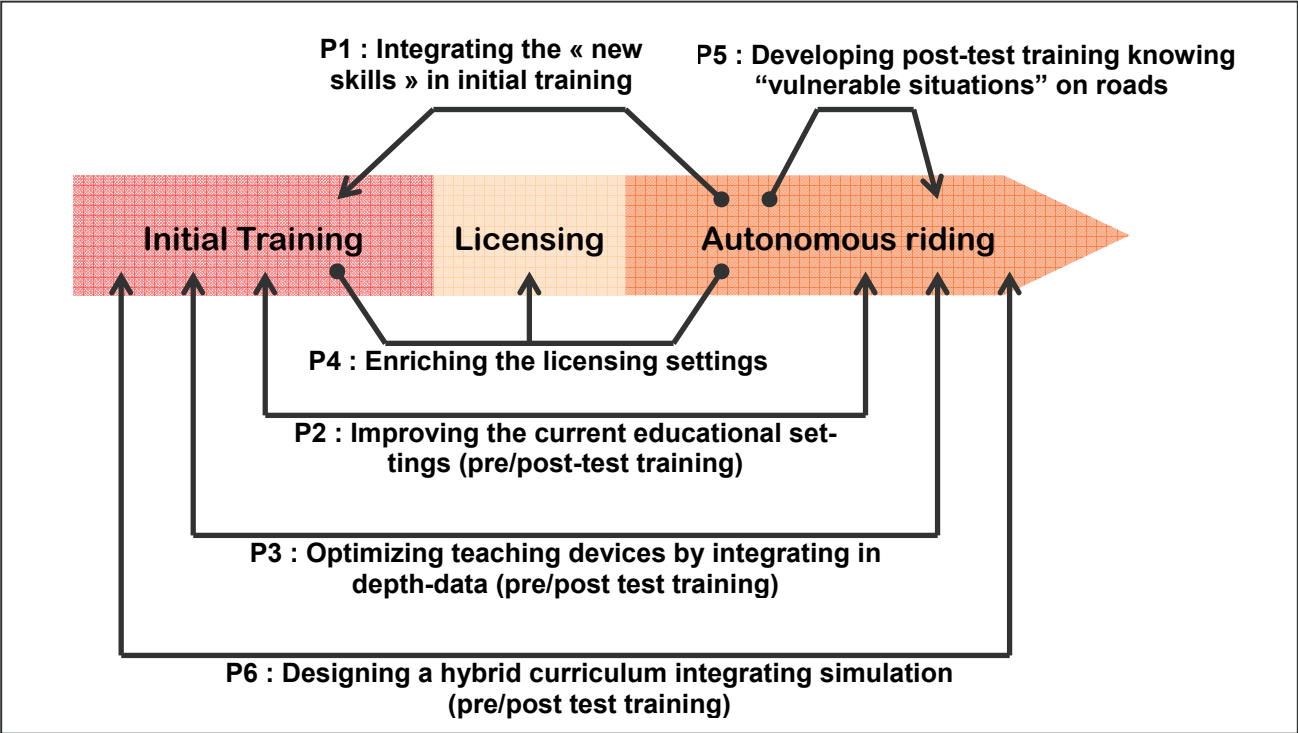 P1 : Integrating the « new
skills » in initial training
P5 : Developing post-test training knowing
“vulnerable situations” on roads
Initial Training
Licensing
Autonomous riding
P4 : Enriching the licensing settings
P2 : Improving the current educational set-
tings (pre/post-test training)
P3 : Optimizing teaching devices by integrating in
depth-data (pre/post test training)
P6 : Designing a hybrid curriculum integrating simulation
(pre/post test training)